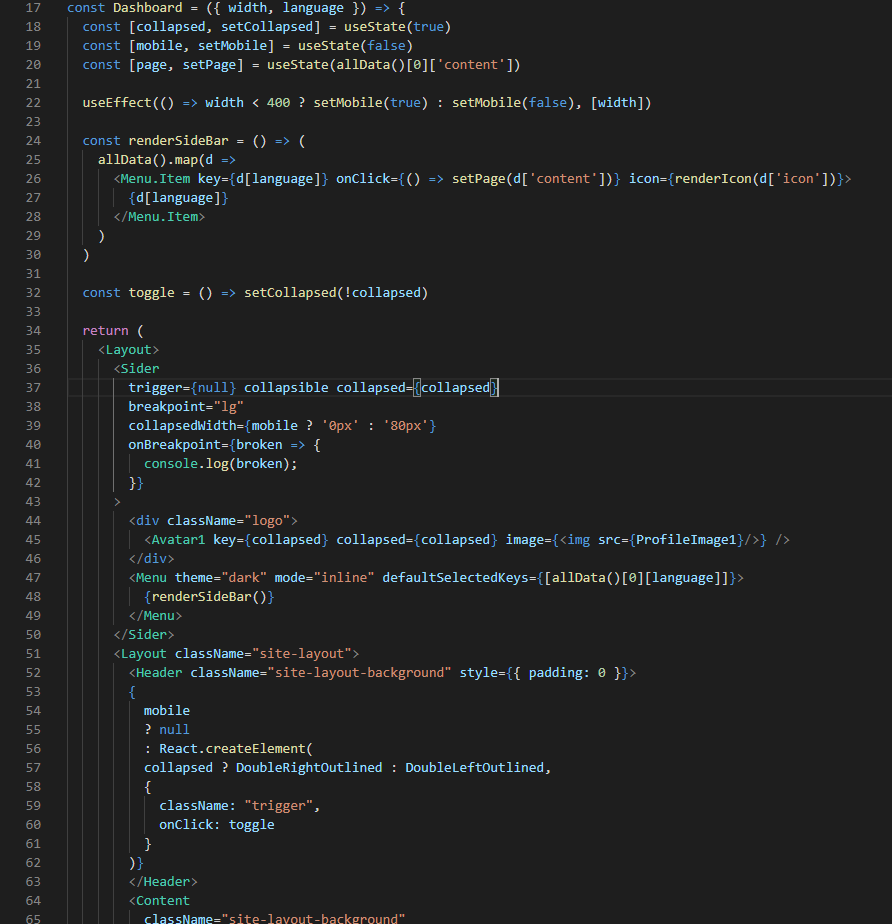 17 const Dashboard = ({ width, language }) => {
18 const [collapsed, setCollapsed] = useState(true)
19 const [mobile, setMobile] = useState(false)
20 const [page, setPage] = useState(allData()[0]['content'])
21
22 useEffect(() => width < 400 ? setMobile(true) : setMobile(false), [width])
23
24 const renderSideBar = () => (
25 allData().map(d =>
26 <Menu.Item key={d[language]} onClick={() => setPage(d['content'])} icon={renderIcon(d['icon'])}>
27 {d[language]}
28 </Menu.Item>
29 )
30 )
31
32 const toggle = () => setCollapsed(!collapsed)
33
34 return (
35 <Layout>
36 <Sider
37 trigger={null} collapsible collapsed={collapsed}
38 breakpoint="lg"
39 collapsedWidth={mobile ? '0px' : '80px'}
40 onBreakpoint={broken => {
41 console.log(broken);
42 }}
43 >
44 <div className="logo">
45 <Avatar1 key={collapsed} collapsed={collapsed} image={<img src={ProfileImage1}/>} />
46 </div>
47 <Menu theme="dark" mode="inline" defaultSelectedKeys={[allData()[0][language]]}>
48 {renderSideBar()}
49 </Menu>
50 </Sider>
51 <Layout className="site-layout">
52 <Header className="site-layout-background" style={{ padding: 0 }}>
53 {
54 mobile
55 ? null
56 : React.createElement(
57 collapsed ? DoubleRightOutlined : DoubleLeftOutlined,
58 {
59 className: "trigger",
60 onClick: toggle
61 }
62 )}
63 </Header>
64 <Content
65 className="site-layout-background"